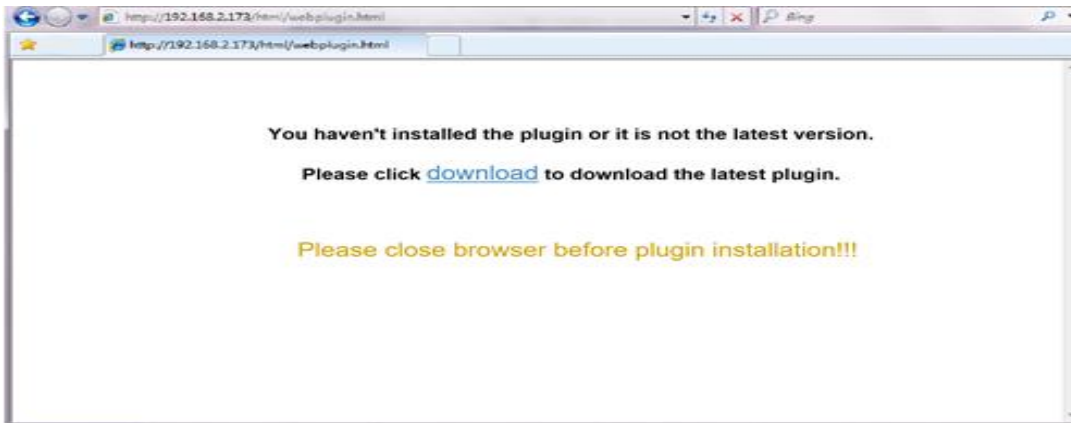 http://192.168.2.173/html/webplugin.html
Bing
http://192.168.2.173/html/webplugin.html
You haven't installed the plugin or it is not the latest version.
Please click download to download the latest plugin.
Please close browser before plugin installation!!!